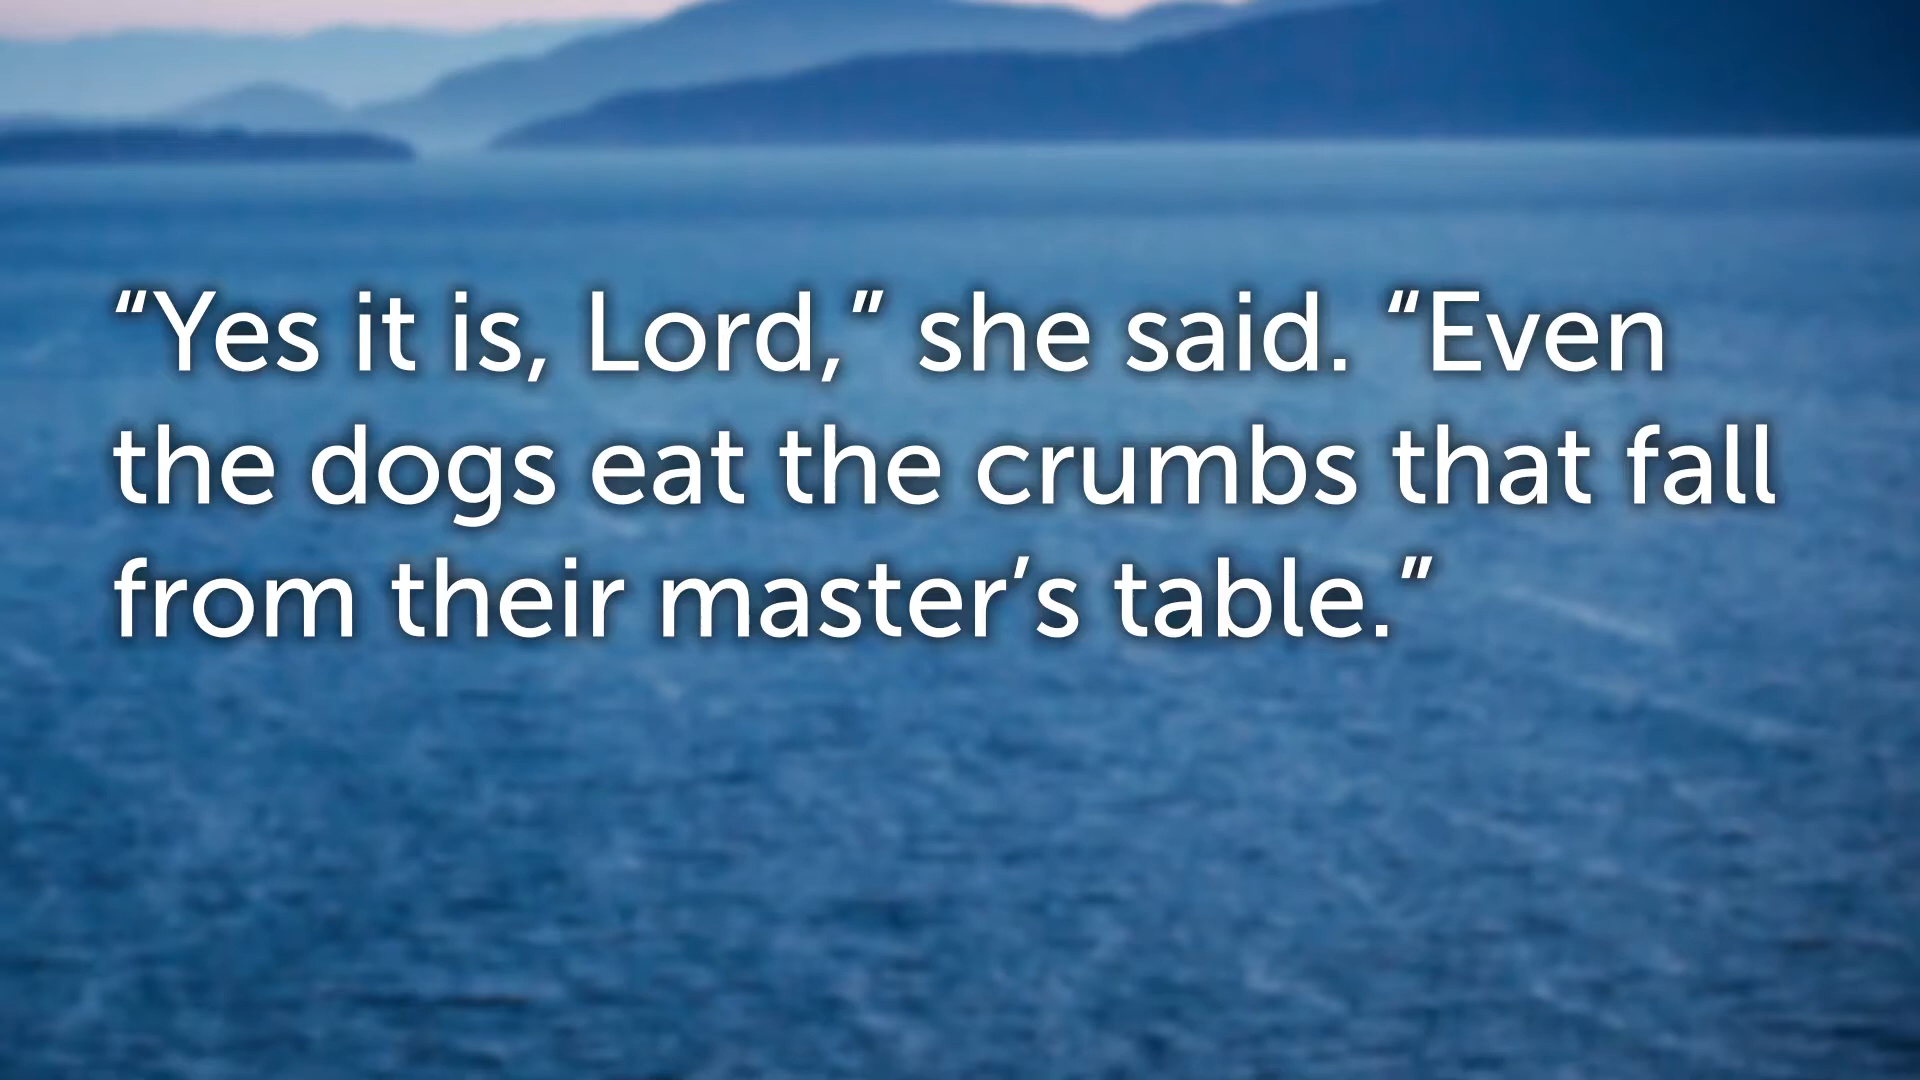 “Yes it is, Lord,” she said. “Even
the dogs eat the crumbs that fall
from their master’s table.”